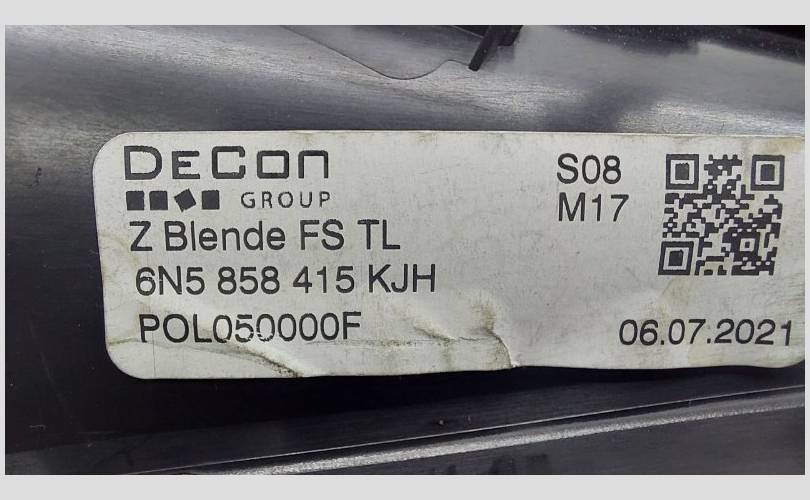 DECON
GROUP
Z Blende FS TL
6N5 858 415 KJH
POL050000F
S08
M17
06.07.2021